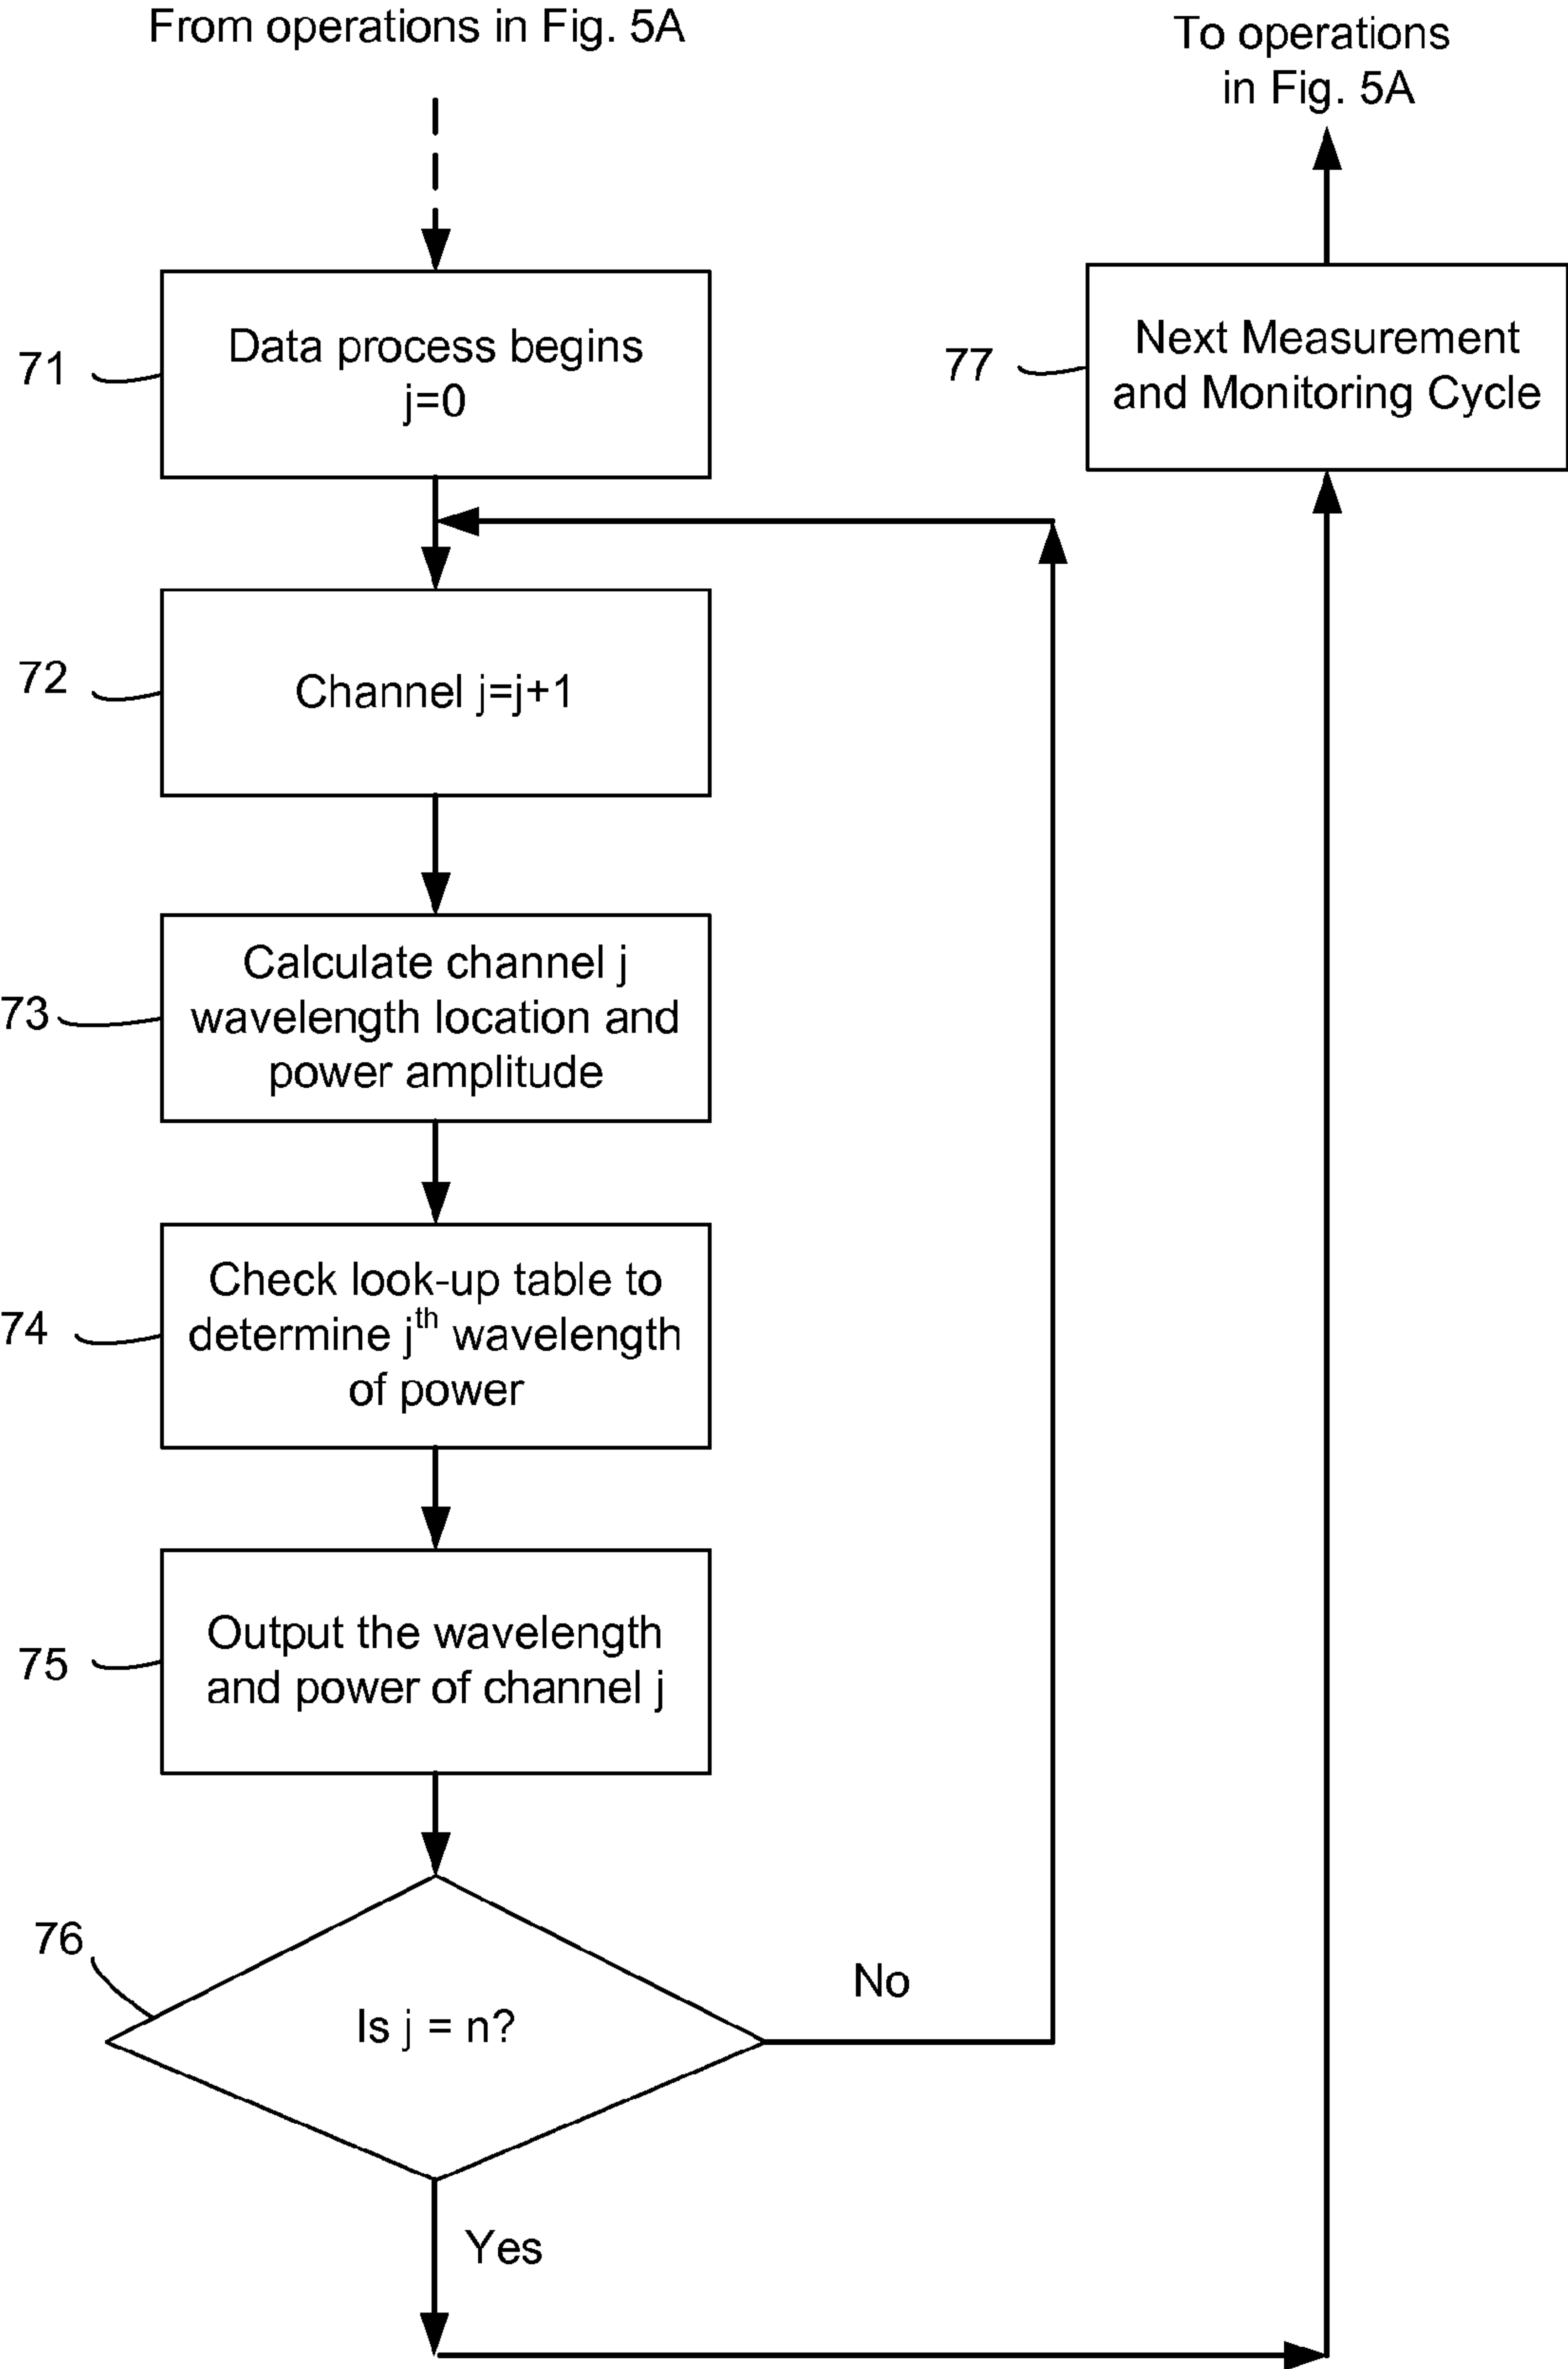 From operations in Fig. 5A
71
Data process begins
j=0
72
Channel j=j+1
73
Calculate channel j
wavelength location and
power amplitude
74
Check look-up table to
determine jth wavelength
of power
75
Output the wavelength
and power of channel j
76
Is j = n?
No
Yes
77
Next Measurement
and Monitoring Cycle
To operations
in Fig. 5A